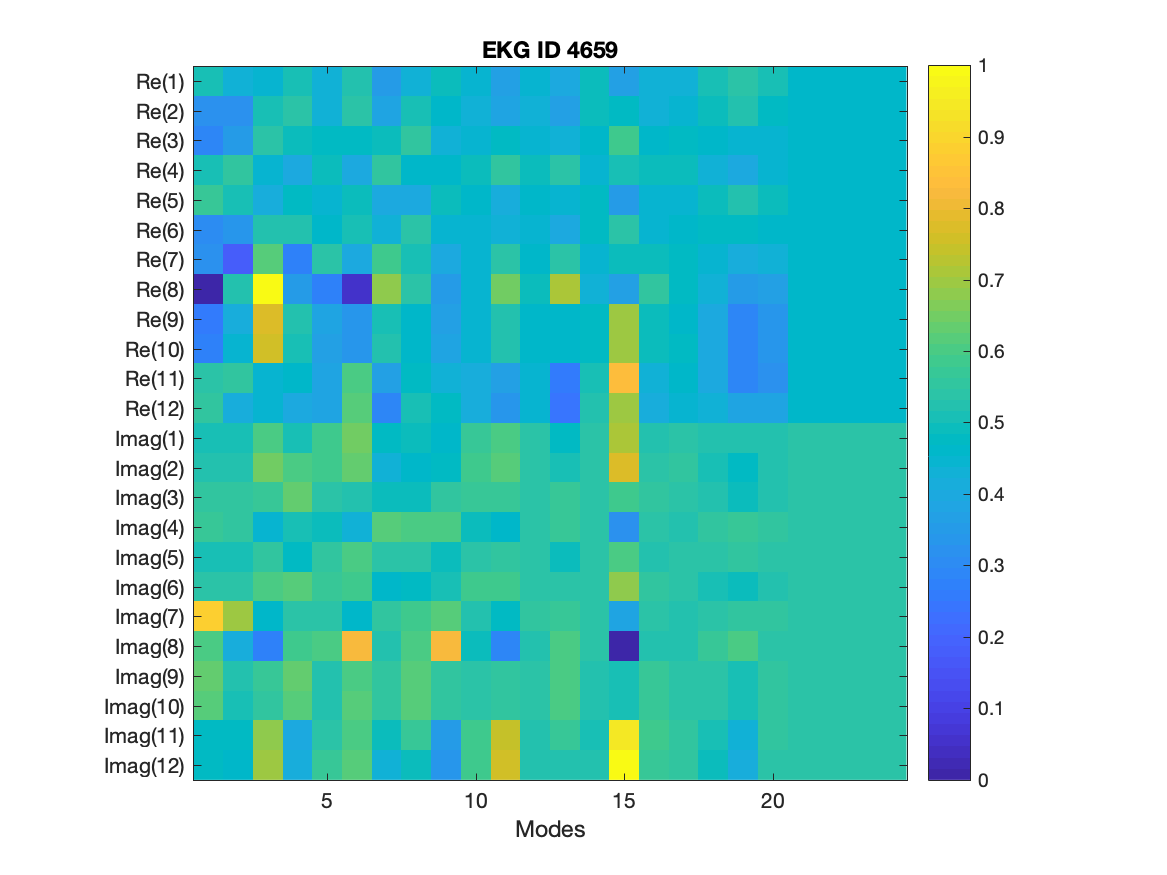 EKG ID 4659
Re(1)
Re(2)
Re(3)
Re(4)
Re(5)
Re(6)
Re(7)
Re(8)
Re(9)
Re(10)
Re(11)
Re(12)
Imag(1)
Imag(2)
Imag(3)
Imag(4)
Imag(5)
Imag(6)
Imag(7)
Imag(8)
Imag(9)
Imag(10)
Imag(11)
Imag(12)
5 10 15 20
Modes
1
0.9
0.8
0.7
0.6
0.5
0.4
0.3
0.2
0.1
0